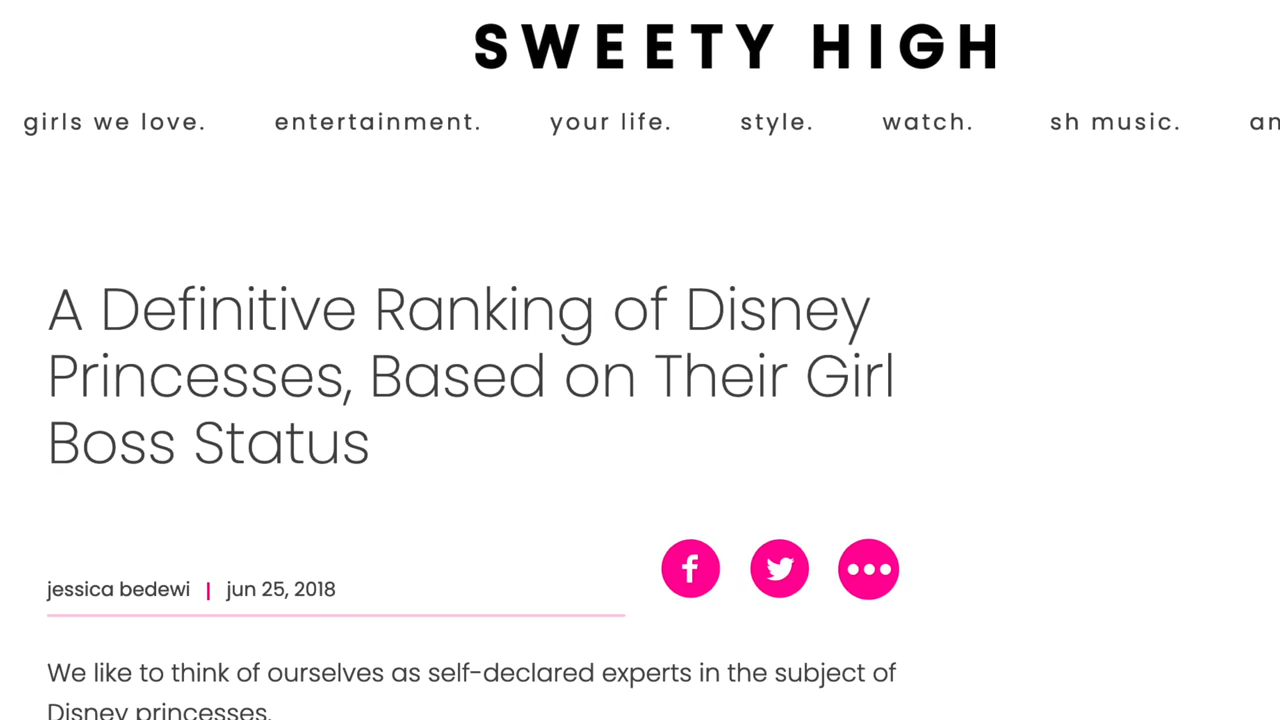 SWEETY HIGH
girls we love. entertainment. your life. style. watch. sh music. an
A Definitive Ranking of Disney
Princesses, Based on Their Girl
Boss Status
jessica bedewi | jun 25, 2018
We like to think of ourselves as self-declared experts in the subject of
Disney princesses.